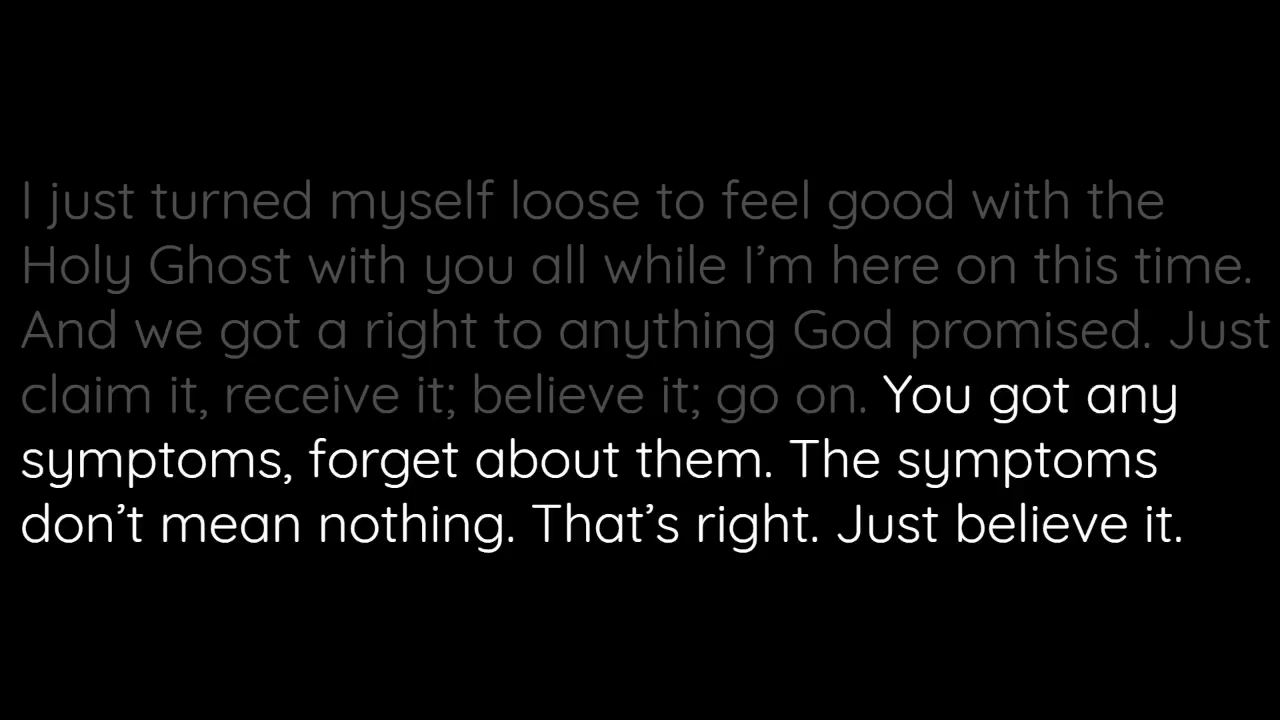 I just turned myself loose to feel good with the
Holy Ghost with you all while I’m here on this time.
And we got a right to anything God promised. Just
claim it, receive it; believe it; go on. You got any
symptoms, forget about them. The symptoms
don’t mean nothing. That’s right. Just believe it.